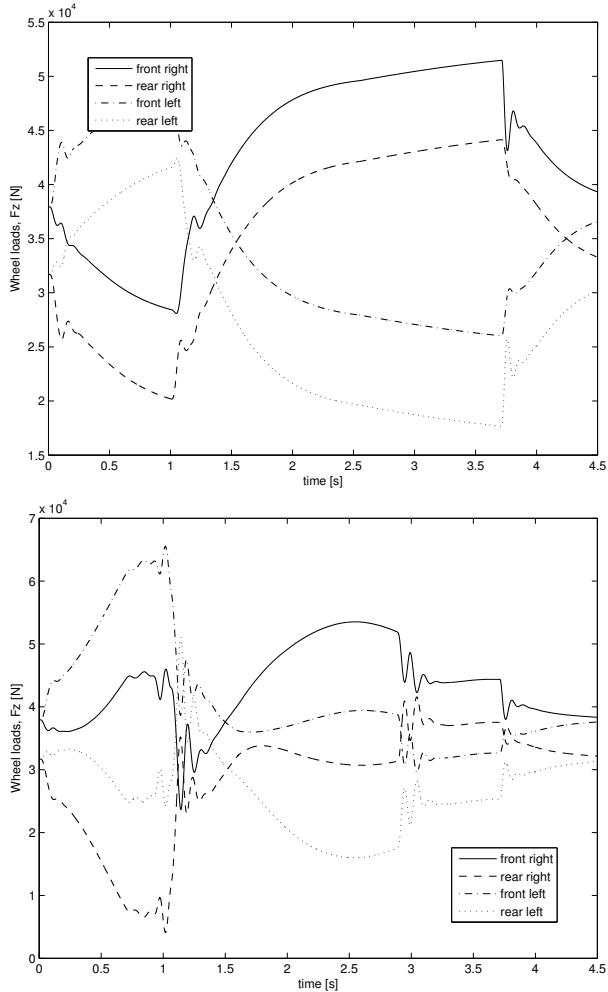 x 10⁴
5.5
5
4.5
4
3.5
3
2.5
2
1.5
Wheel loads, Fz [N]
front right
rear right
front left
rear left
0 0.5 1 1.5 2 2.5 3 3.5 4 4.5
time [s]
x 10⁴
7
6
5
4
3
2
1
0
Wheel loads, Fz [N]
front right
rear right
front left
rear left
0 0.5 1 1.5 2 2.5 3 3.5 4 4.5
time [s]